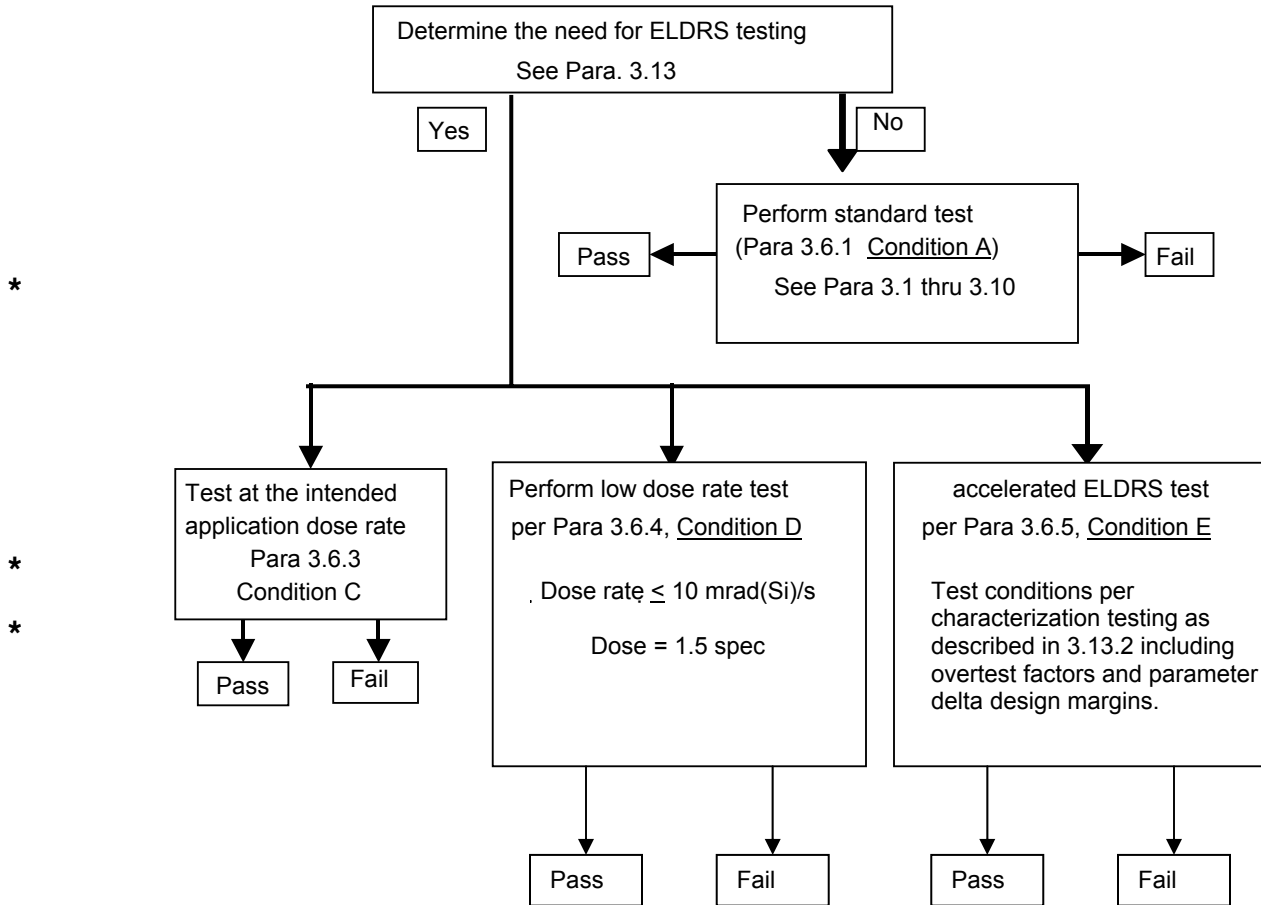 Determine the need for ELDRS testing
See Para. 3.13
Yes
No
Perform standard test
(Para 3.6.1 Condition A)
See Para 3.1 thru 3.10
Pass
Fail
*
Test at the intended
application dose rate
Para 3.6.3
Condition C
*
*
Pass
Fail
Perform low dose rate test
per Para 3.6.4, Condition D
Dose rate ≤ 10 mrad(Si)/s
Dose = 1.5 spec
Pass
Fail
accelerated ELDRS test
per Para 3.6.5, Condition E
Test conditions per
characterization testing as
described in 3.13.2 including
overtest factors and parameter
delta design margins.
Pass
Fail